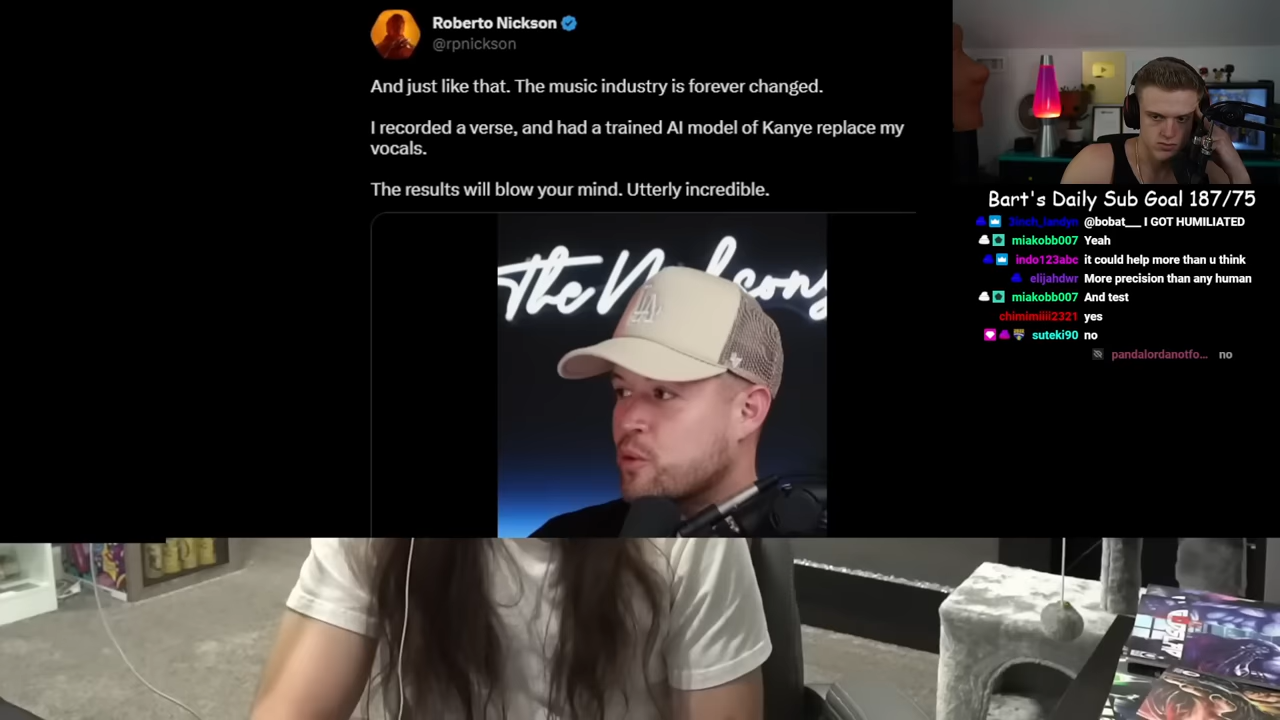 Roberto Nickson
@rpnickson
And just like that. The music industry is forever changed.
I recorded a verse, and had a trained AI model of Kanye replace my
vocals.
The results will blow your mind. Utterly incredible.
LA
Bart's Daily Sub Goal 187/75
@bobat___ I GOT HUMILIATED
miakobb007 Yeah
indo123abc it could help more than u think
elijahdwr More precision than any human
miakobb007 And test
chimimiiii2321 yes
suteki90 no
pandalordanotfo... no